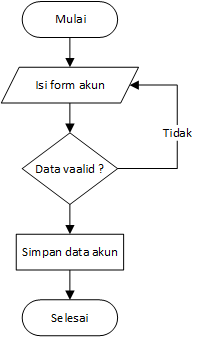 Mulai
Isi form akun
Tidak
Data vaalid ?
Simpan data akun
Selesai